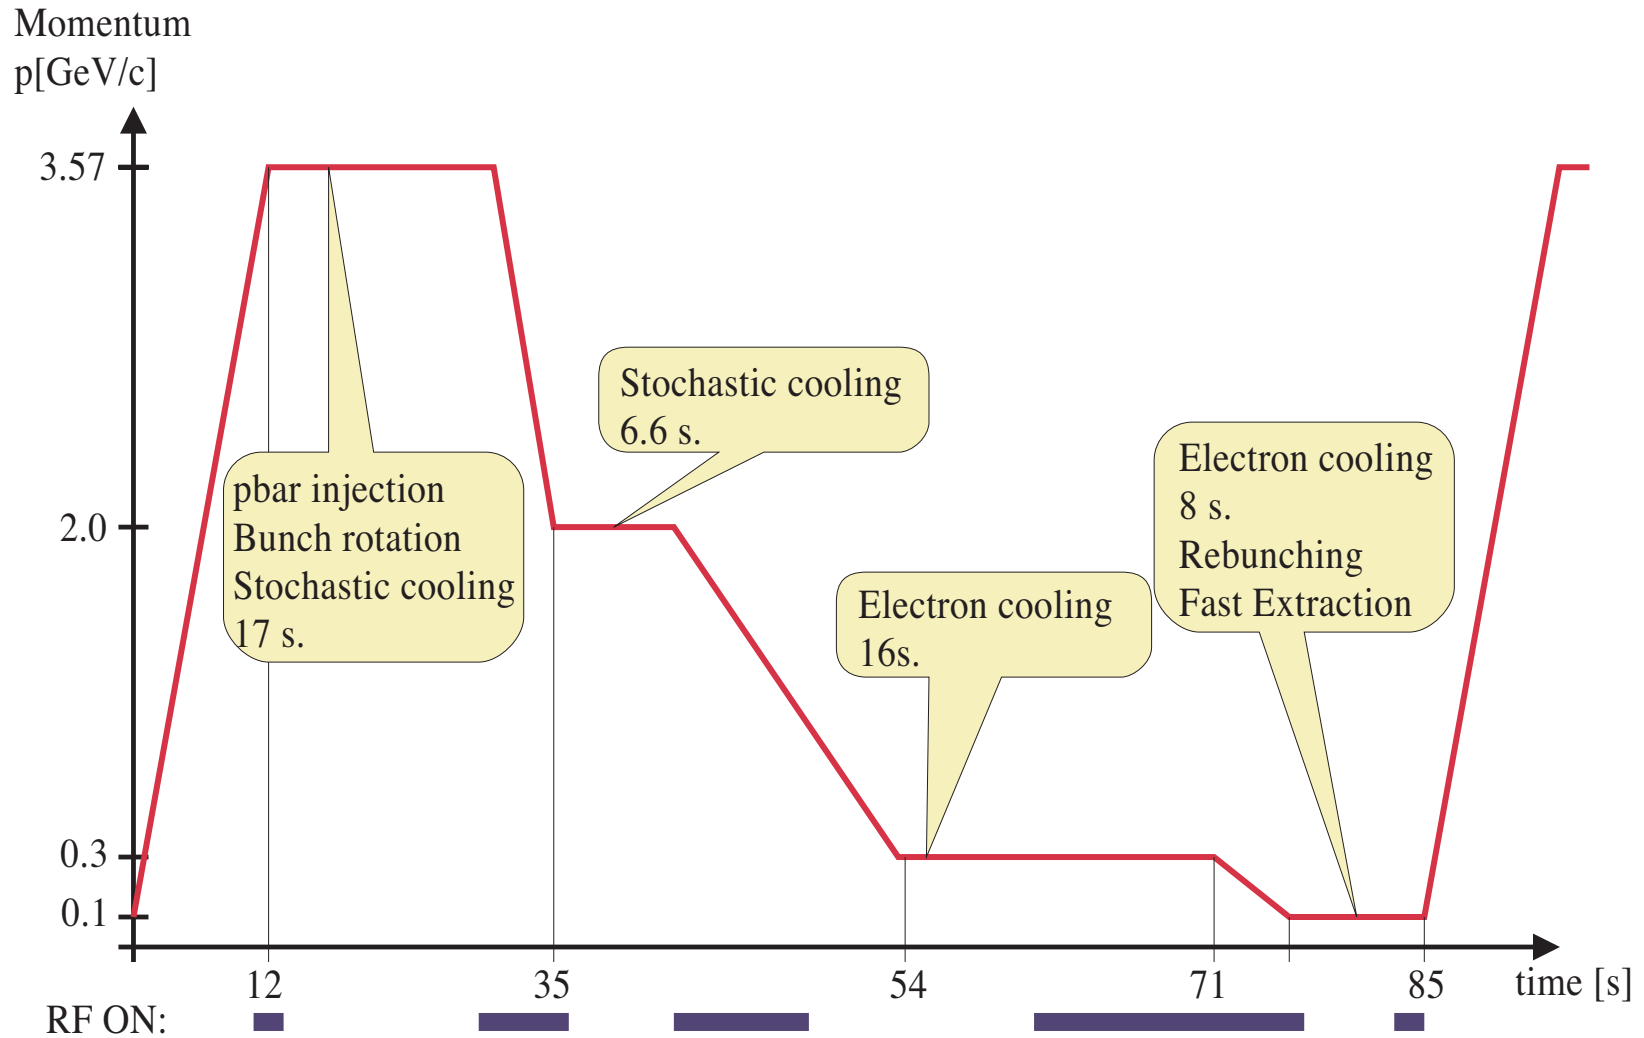 Momentum
p[GeV/c]
3.57
2.0
0.3
0.1
pbar injection
Bunch rotation
Stochastic cooling
17 s.
Stochastic cooling
6.6 s.
Electron cooling
16s.
Electron cooling
8 s.
Rebunching
Fast Extraction
12
35
54
71
85
time [s]
RF ON: